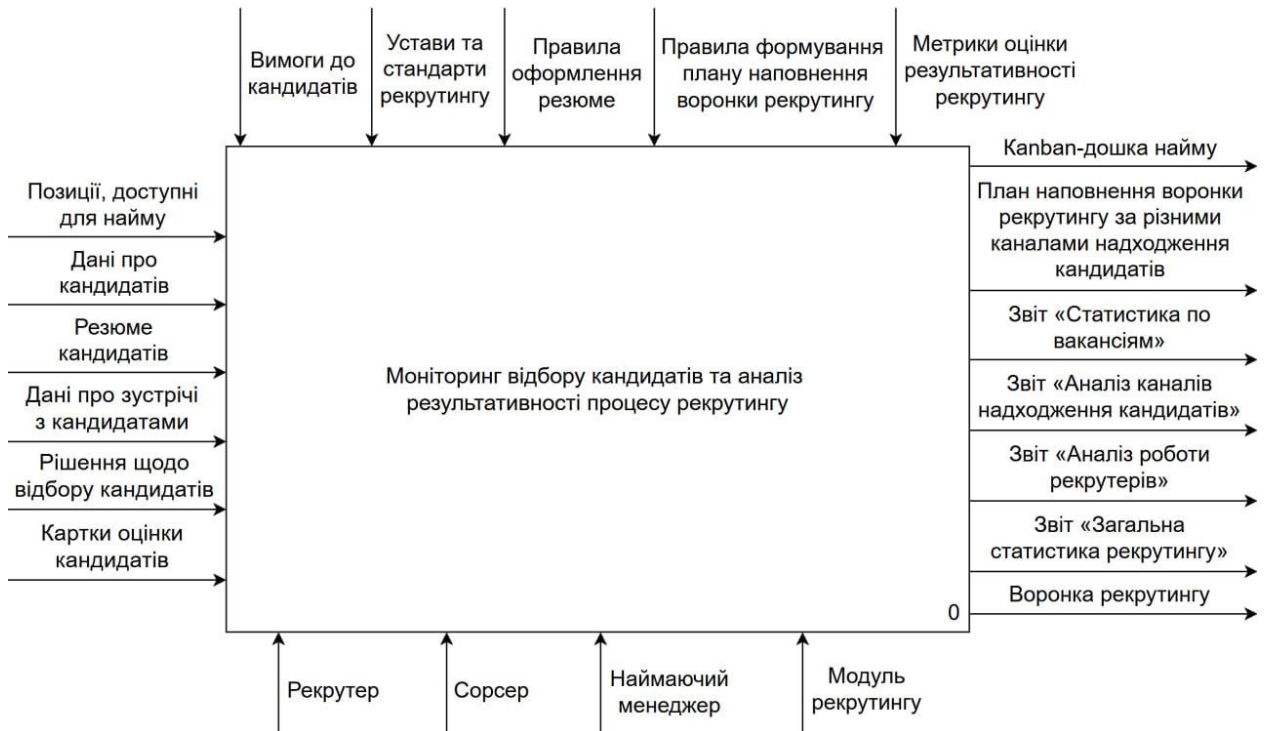 Вимоги до
кандидатів
Устави та
стандарти
рекрутингу
Правила
оформлення
резюме
Правила формування
плану наповнення
воронки рекрутингу
Метрики оцінки
результативності
рекрутингу
Позиції, доступні
для найму
Дані про
кандидатів
Резюме
кандидатів
Дані про зустрічі
з кандидатами
Рішення щодо
відбору кандидатів
Картки оцінки
кандидатів
Моніторинг відбору кандидатів та аналіз
результативності процесу рекрутингу
0
Kanban-дошка найму
План наповнення воронки
рекрутингу за різними
каналами надходження
кандидатів
Звіт «Статистика по
вакансіям»
Звіт «Аналіз каналів
надходження кандидатів»
Звіт «Аналіз роботи
рекрутерів»
Звіт «Загальна
статистика рекрутингу»
Воронка рекрутингу
Рекрутер
Сорсер
Наймаючий
менеджер
Модуль
рекрутингу